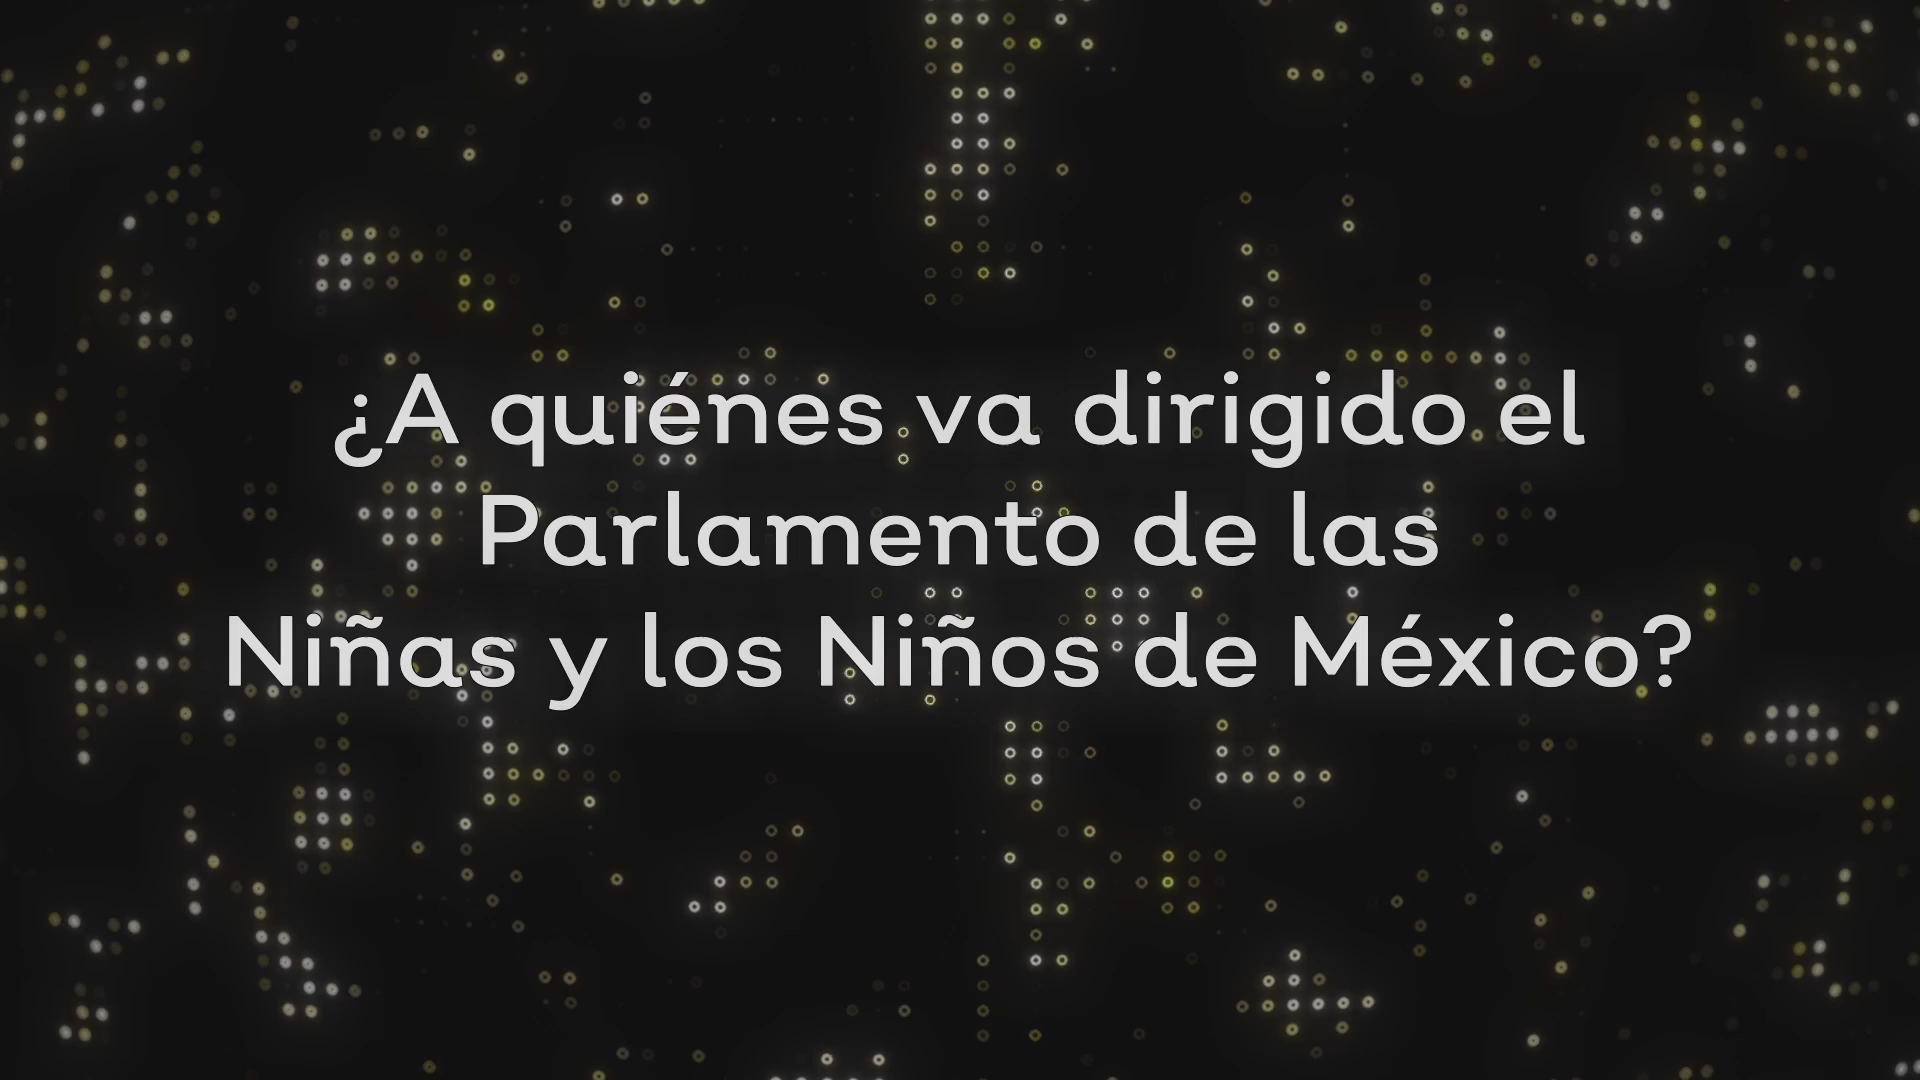 ¿A quiénes va dirigido el
Parlamento de las
Niñas y los Niños de México?